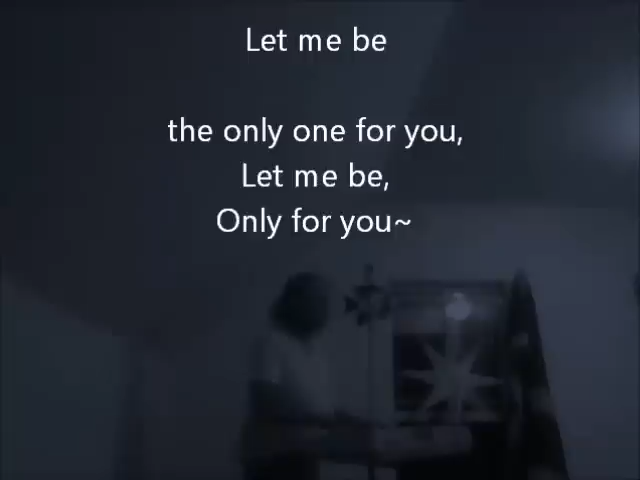 Let me be
the only one for you,
Let me be,
Only for you~